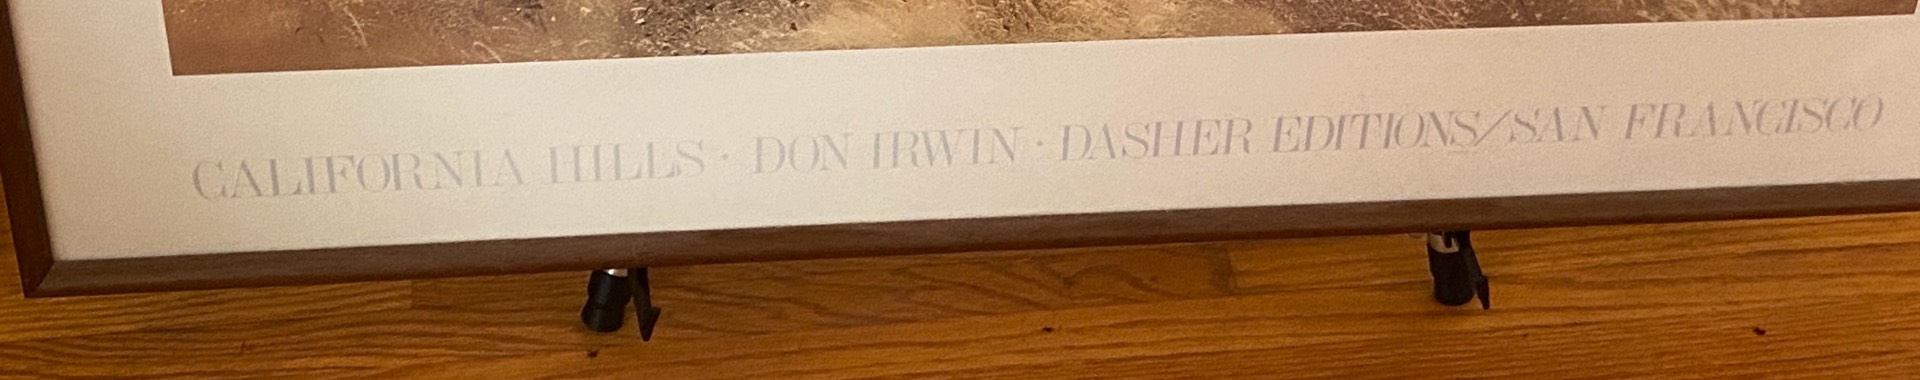 CALIFORNIA HILLS · DON IRWIN · DASHER EDITIONS/SAN FRANCISCO